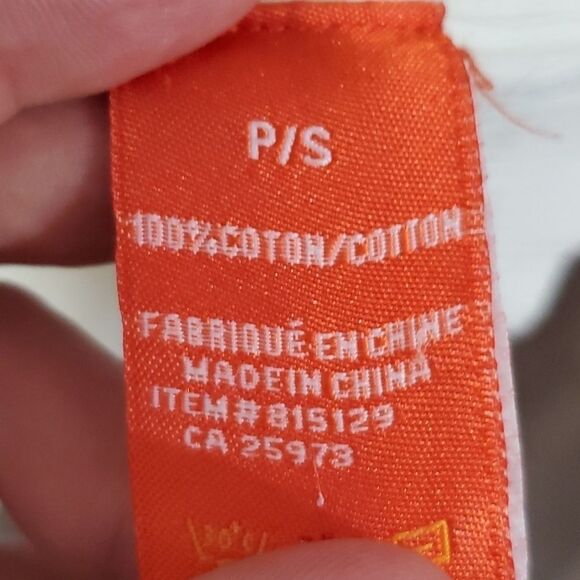 P/S
100% COTON/COTTON
FABRIQUÉ EN CHINE
MADE IN CHINA
ITEM# 815129
CA 25973